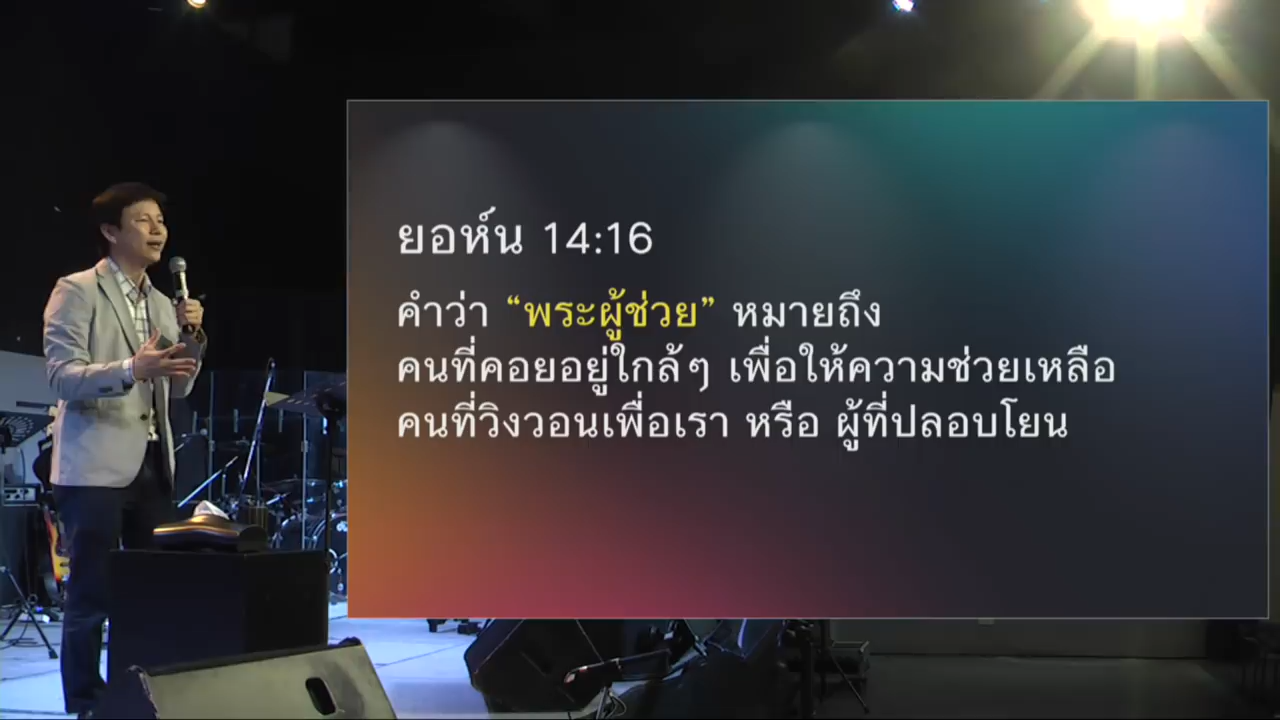 ยอห์น 14:16
คำว่า “พระผู้ช่วย” หมายถึง
คนที่คอยอยู่ใกล้ๆ เพื่อให้ความช่วยเหลือ
คนที่วิงวอนเพื่อเรา หรือ ผู้ที่ปลอบโยน